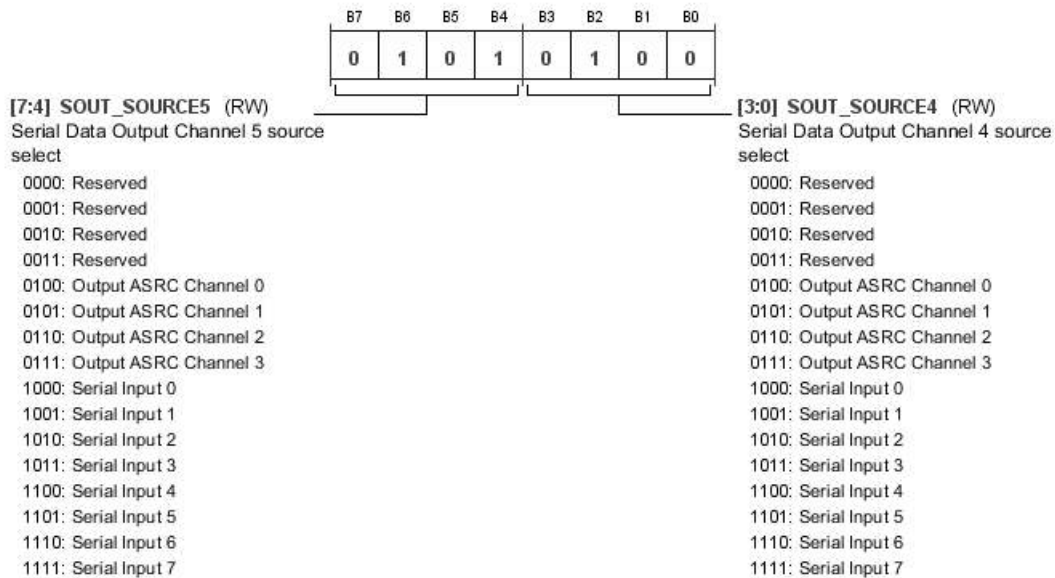 B7 B6 B5 B4 B3 B2 B1 B0
0 1 0 1 0 1 0 0
[7:4] SOUT_SOURCE5 (RW)
Serial Data Output Channel 5 source
select
0000: Reserved
0001: Reserved
0010: Reserved
0011: Reserved
0100: Output ASRC Channel 0
0101: Output ASRC Channel 1
0110: Output ASRC Channel 2
0111: Output ASRC Channel 3
1000: Serial Input 0
1001: Serial Input 1
1010: Serial Input 2
1011: Serial Input 3
1100: Serial Input 4
1101: Serial Input 5
1110: Serial Input 6
1111: Serial Input 7
[3:0] SOUT_SOURCE4 (RW)
Serial Data Output Channel 4 source
select
0000: Reserved
0001: Reserved
0010: Reserved
0011: Reserved
0100: Output ASRC Channel 0
0101: Output ASRC Channel 1
0110: Output ASRC Channel 2
0111: Output ASRC Channel 3
1000: Serial Input 0
1001: Serial Input 1
1010: Serial Input 2
1011: Serial Input 3
1100: Serial Input 4
1101: Serial Input 5
1110: Serial Input 6
1111: Serial Input 7